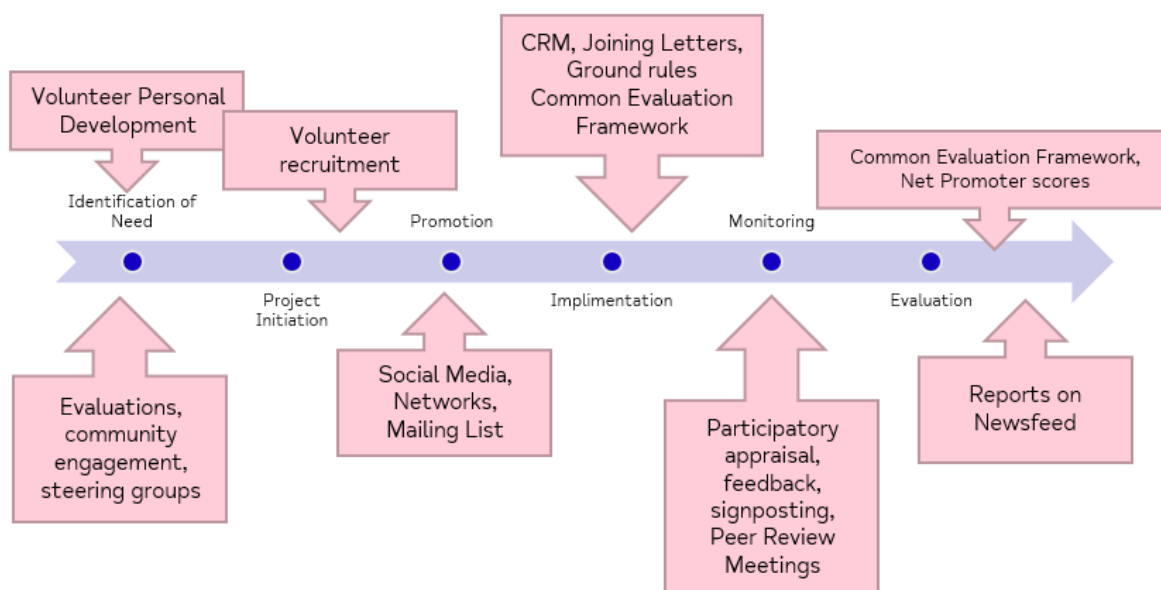 Volunteer Personal
Development
Volunteer
recruitment
CRM, Joining Letters,
Ground rules
Common Evaluation
Framework
Common Evaluation Framework,
Net Promoter scores
Identification of
Need
Promotion
Monitoring
Project
Initiation
Implimentation
Evaluation
Evaluations,
community
engagement,
steering groups
Social Media,
Networks,
Mailing List
Participatory
appraisal,
feedback,
signposting,
Peer Review
Meetings
Reports on
Newsfeed